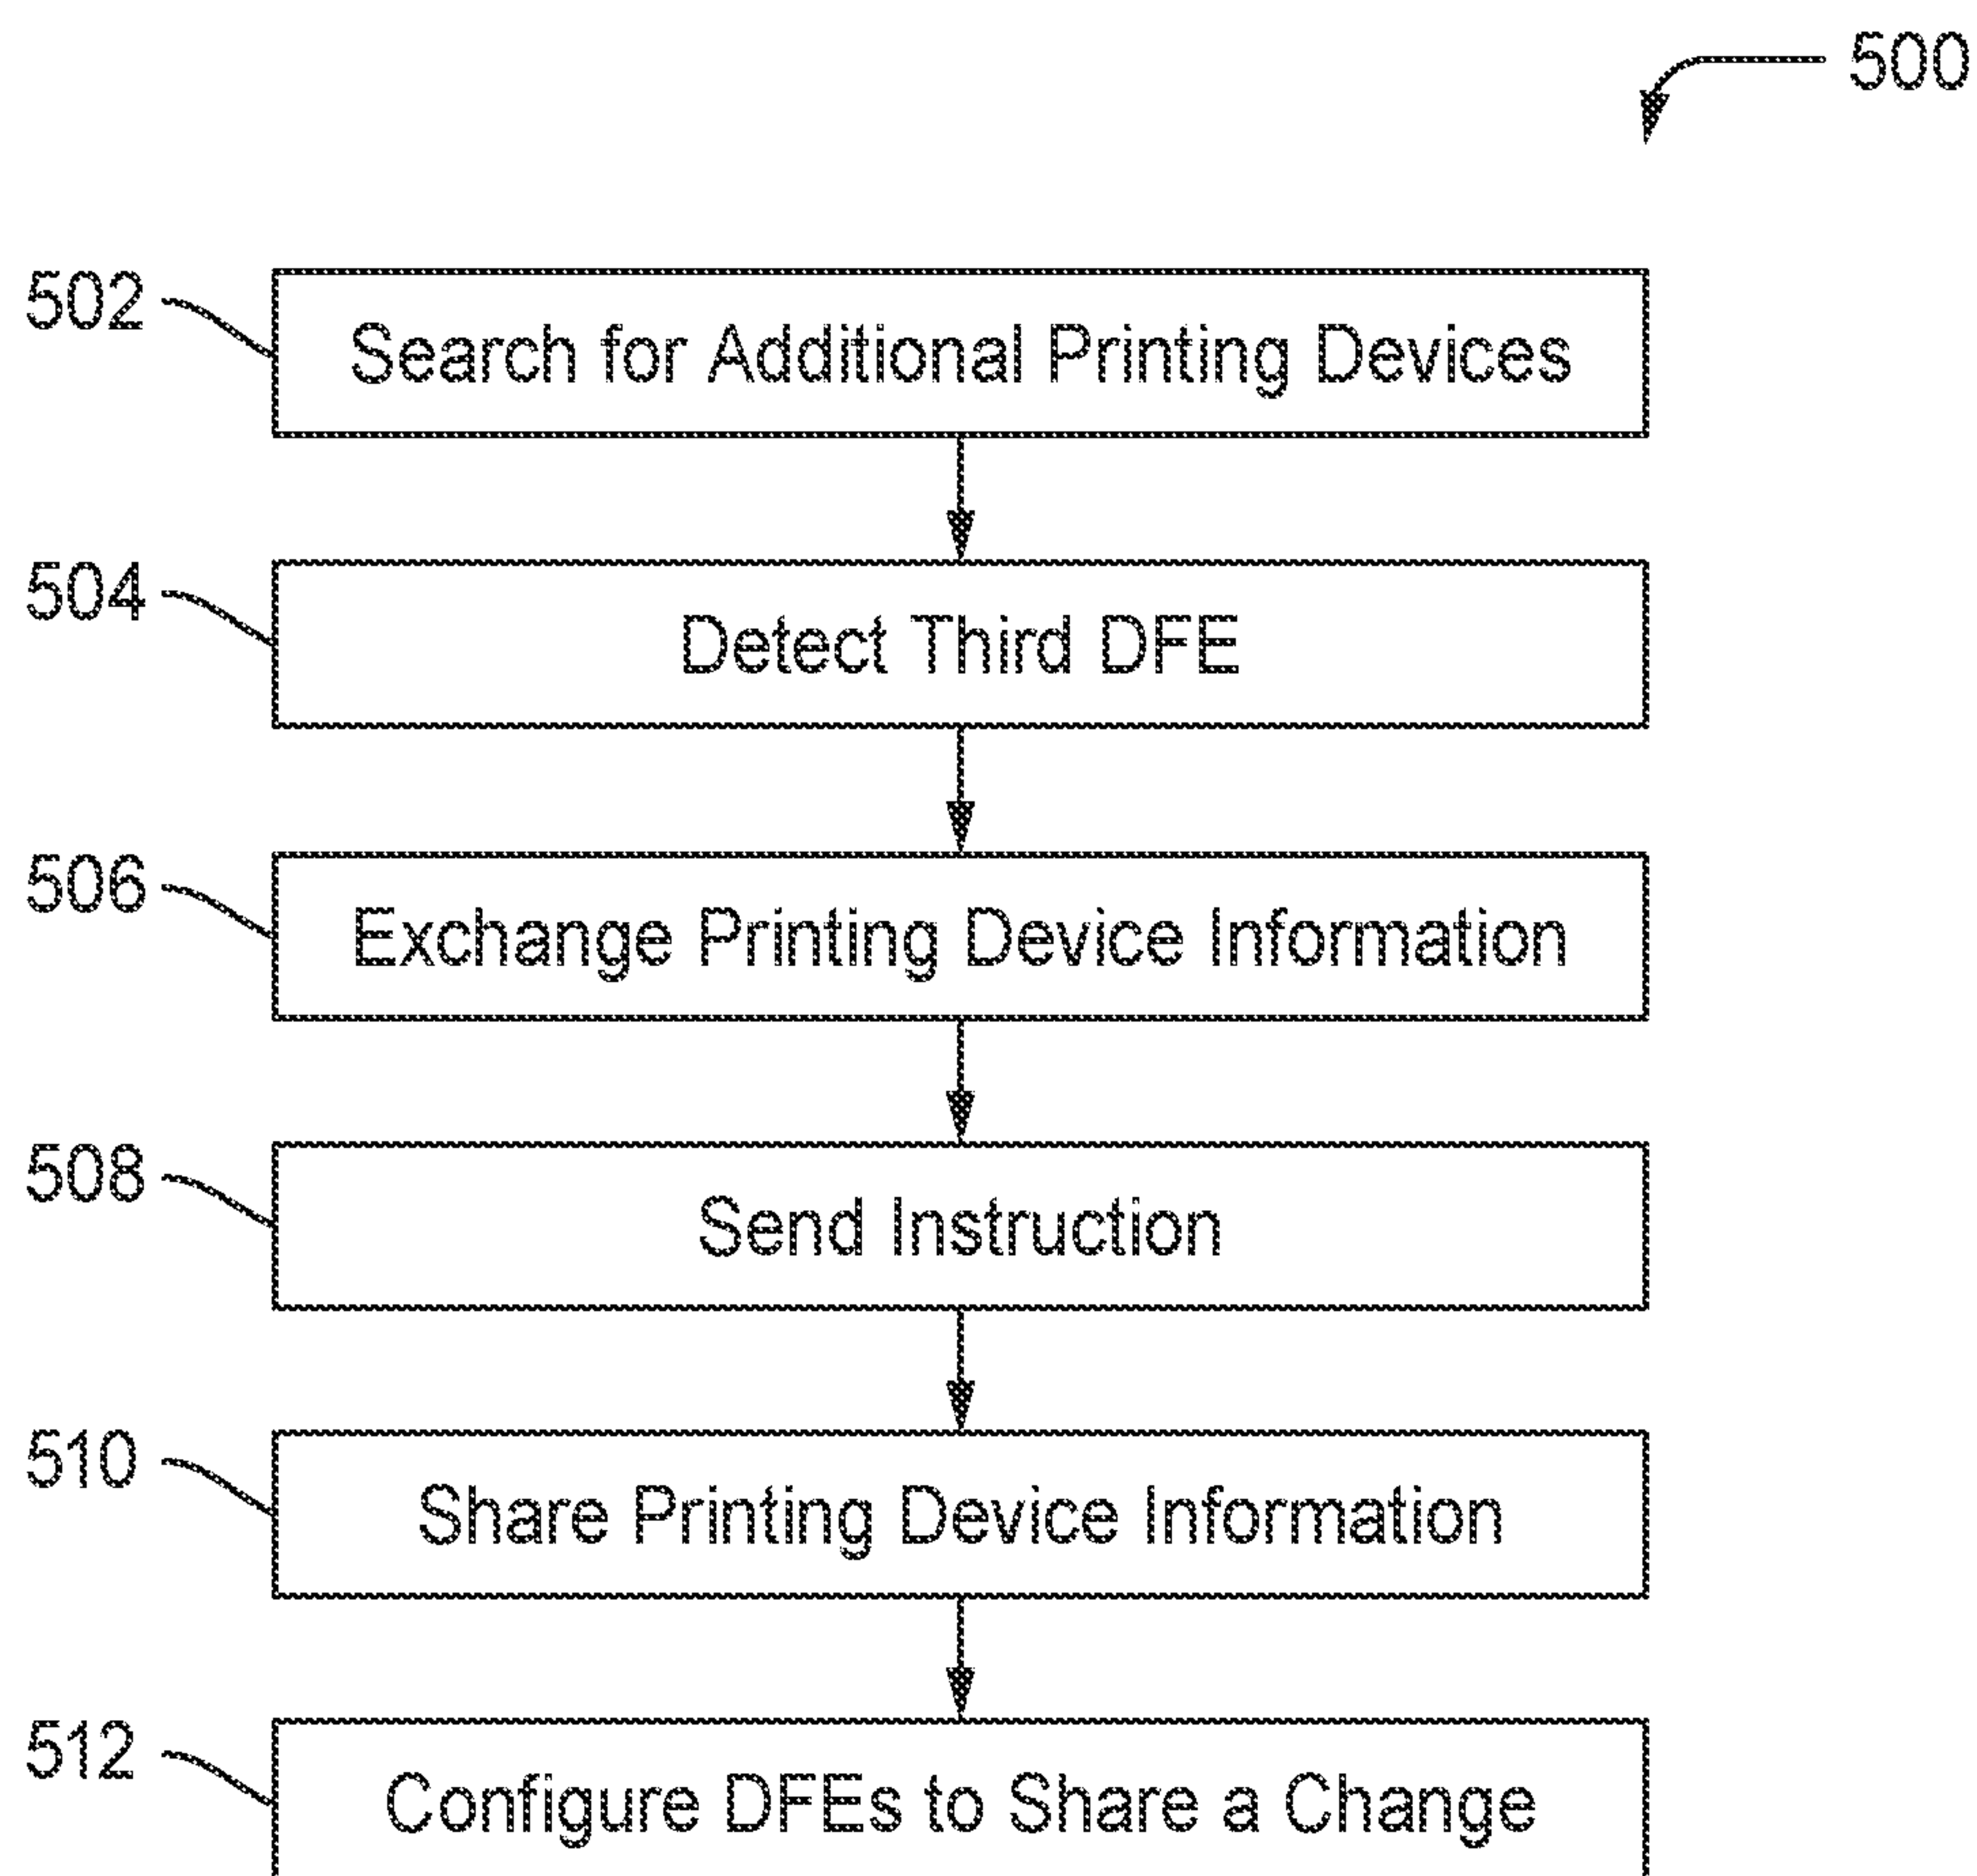 500
502
Search for Additional Printing Devices
504
Detect Third DFE
506
Exchange Printing Device Information
508
Send Instruction
510
Share Printing Device Information
512
Configure DFEs to Share a Change